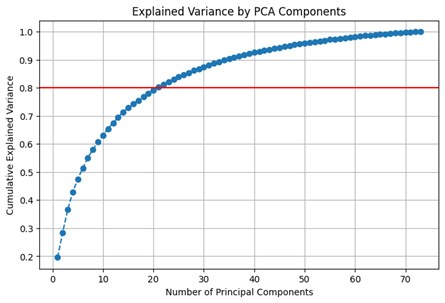 Explained Variance by PCA Components
Cumulative Explained Variance
1.0
0.9
0.8
0.7
0.6
0.5
0.4
0.3
0.2
0 10 20 30 40 50 60 70
Number of Principal Components